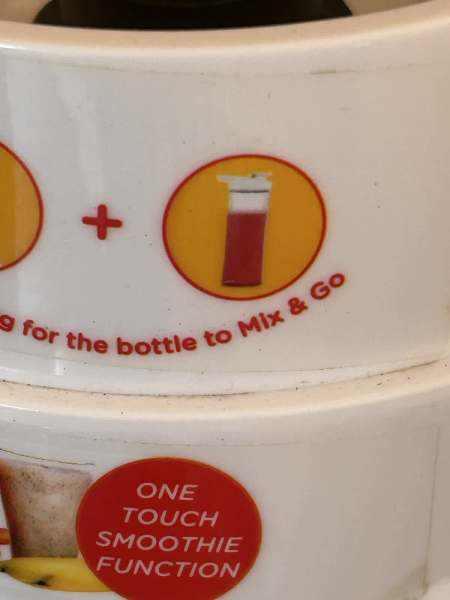 +
for the bottle to Mix & Go
ONE
TOUCH
SMOOTHIE
FUNCTION